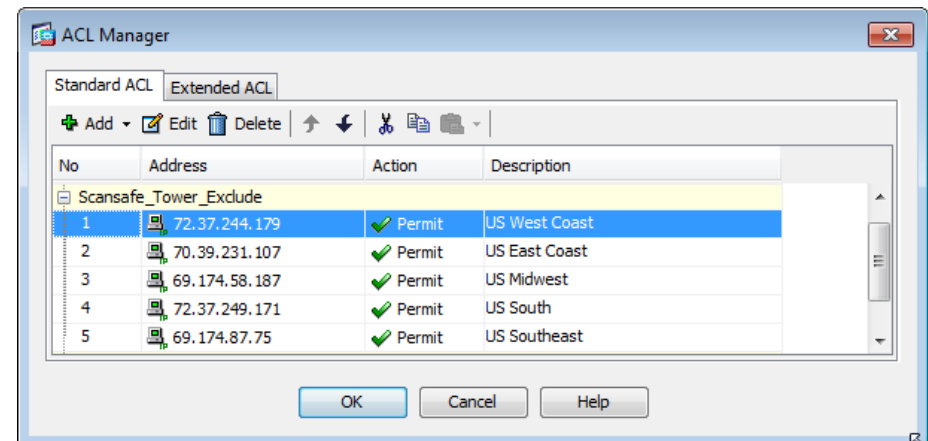 ACL Manager
Standard ACL Extended ACL
Add Edit Delete
No Address Action Description
Scansafe_Tower_Exclude
1 72.37.244.179 Permit US West Coast
2 70.39.231.107 Permit US East Coast
3 69.174.58.187 Permit US Midwest
4 72.37.249.171 Permit US South
5 69.174.87.75 Permit US Southeast
OK Cancel Help